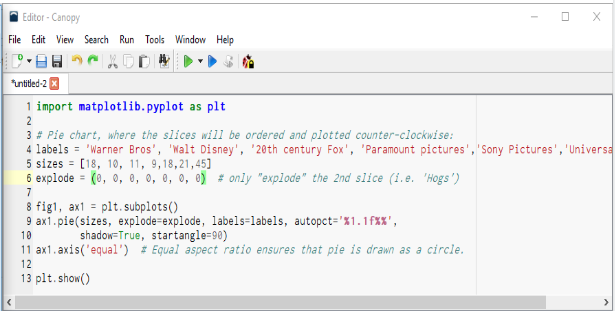 Editor - Canopy
File Edit View Search Run Tools Window Help
*untitled-2
1 import matplotlib.pyplot as plt
2
3 # Pie chart, where the slices will be ordered and plotted counter-clockwise:
4 labels = 'Warner Bros', 'Walt Disney', '20th century Fox', 'Paramount pictures','Sony Pictures','Universa
5 sizes = [18, 10, 11, 9,18,21,45]
6 explode = (0, 0, 0, 0, 0, 0, 0)  # only "explode" the 2nd slice (i.e. 'Hogs')
7
8 fig1, ax1 = plt.subplots()
9 ax1.pie(sizes, explode=explode, labels=labels, autopct='%1.1f%%',
10         shadow=True, startangle=90)
11 ax1.axis('equal')  # Equal aspect ratio ensures that pie is drawn as a circle.
12
13 plt.show()